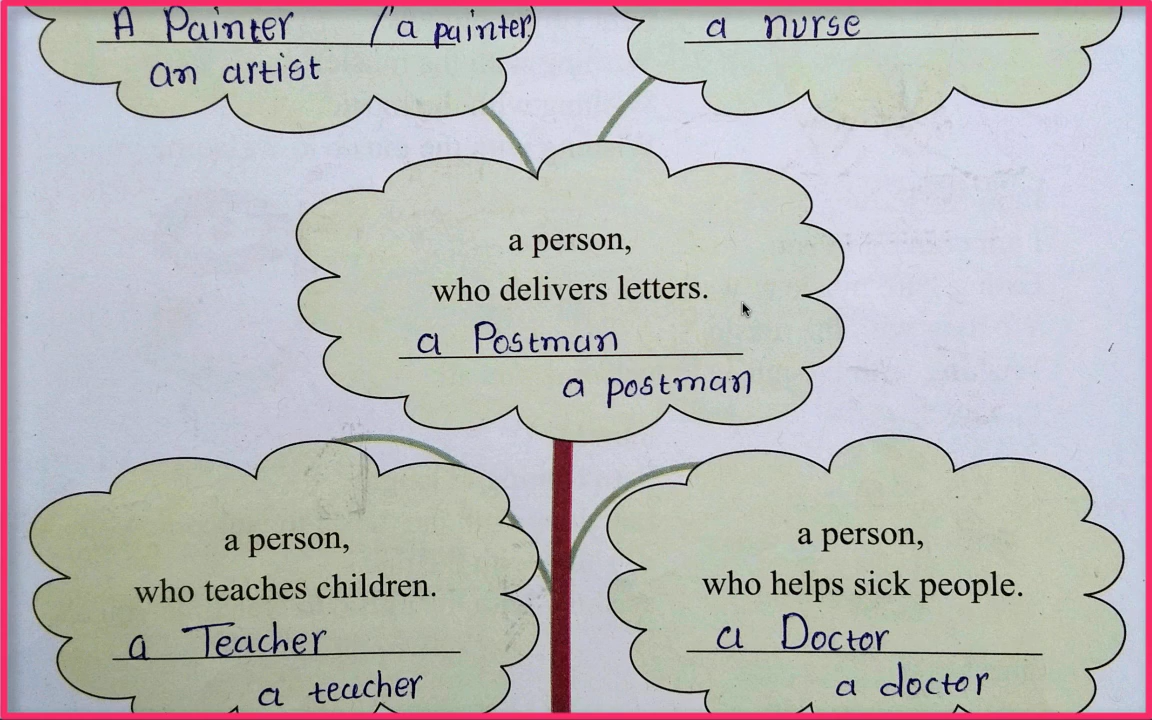 A Painter / a painter
an artist
a nurse
a person,
who delivers letters.
a Postman
a postman
a person,
who teaches children.
a Teacher
a teacher
a person,
who helps sick people.
a Doctor
a doctor